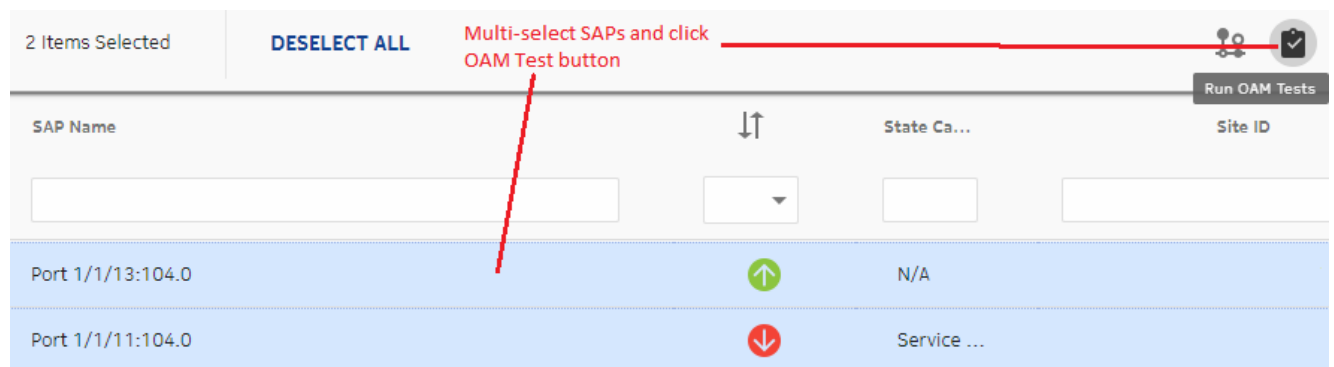 2 Items Selected
DESELECT ALL
Multi-select SAPs and click
OAM Test button
Run OAM Tests
SAP Name
State Ca...
Site ID
Port 1/1/13:104.0
N/A
Port 1/1/11:104.0
Service ...